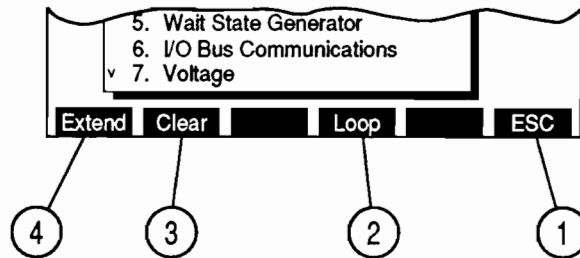 5. Wait State Generator
6. I/O Bus Communications
v 7. Voltage
Extend Clear Loop ESC
4 3 2 1